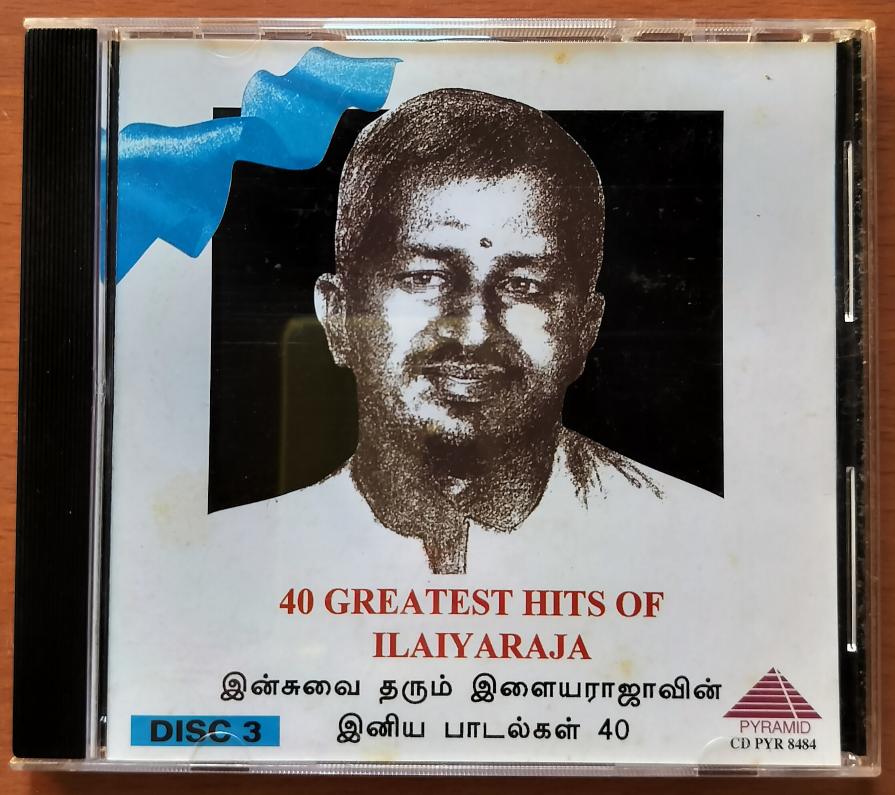 40 GREATEST HITS OF
ILAIYARAJA
இன்சுவை தரும் இளையராஜாவின்
இனிய பாடல்கள் 40
DISC 3
PYRAMID
CD PYR 8484